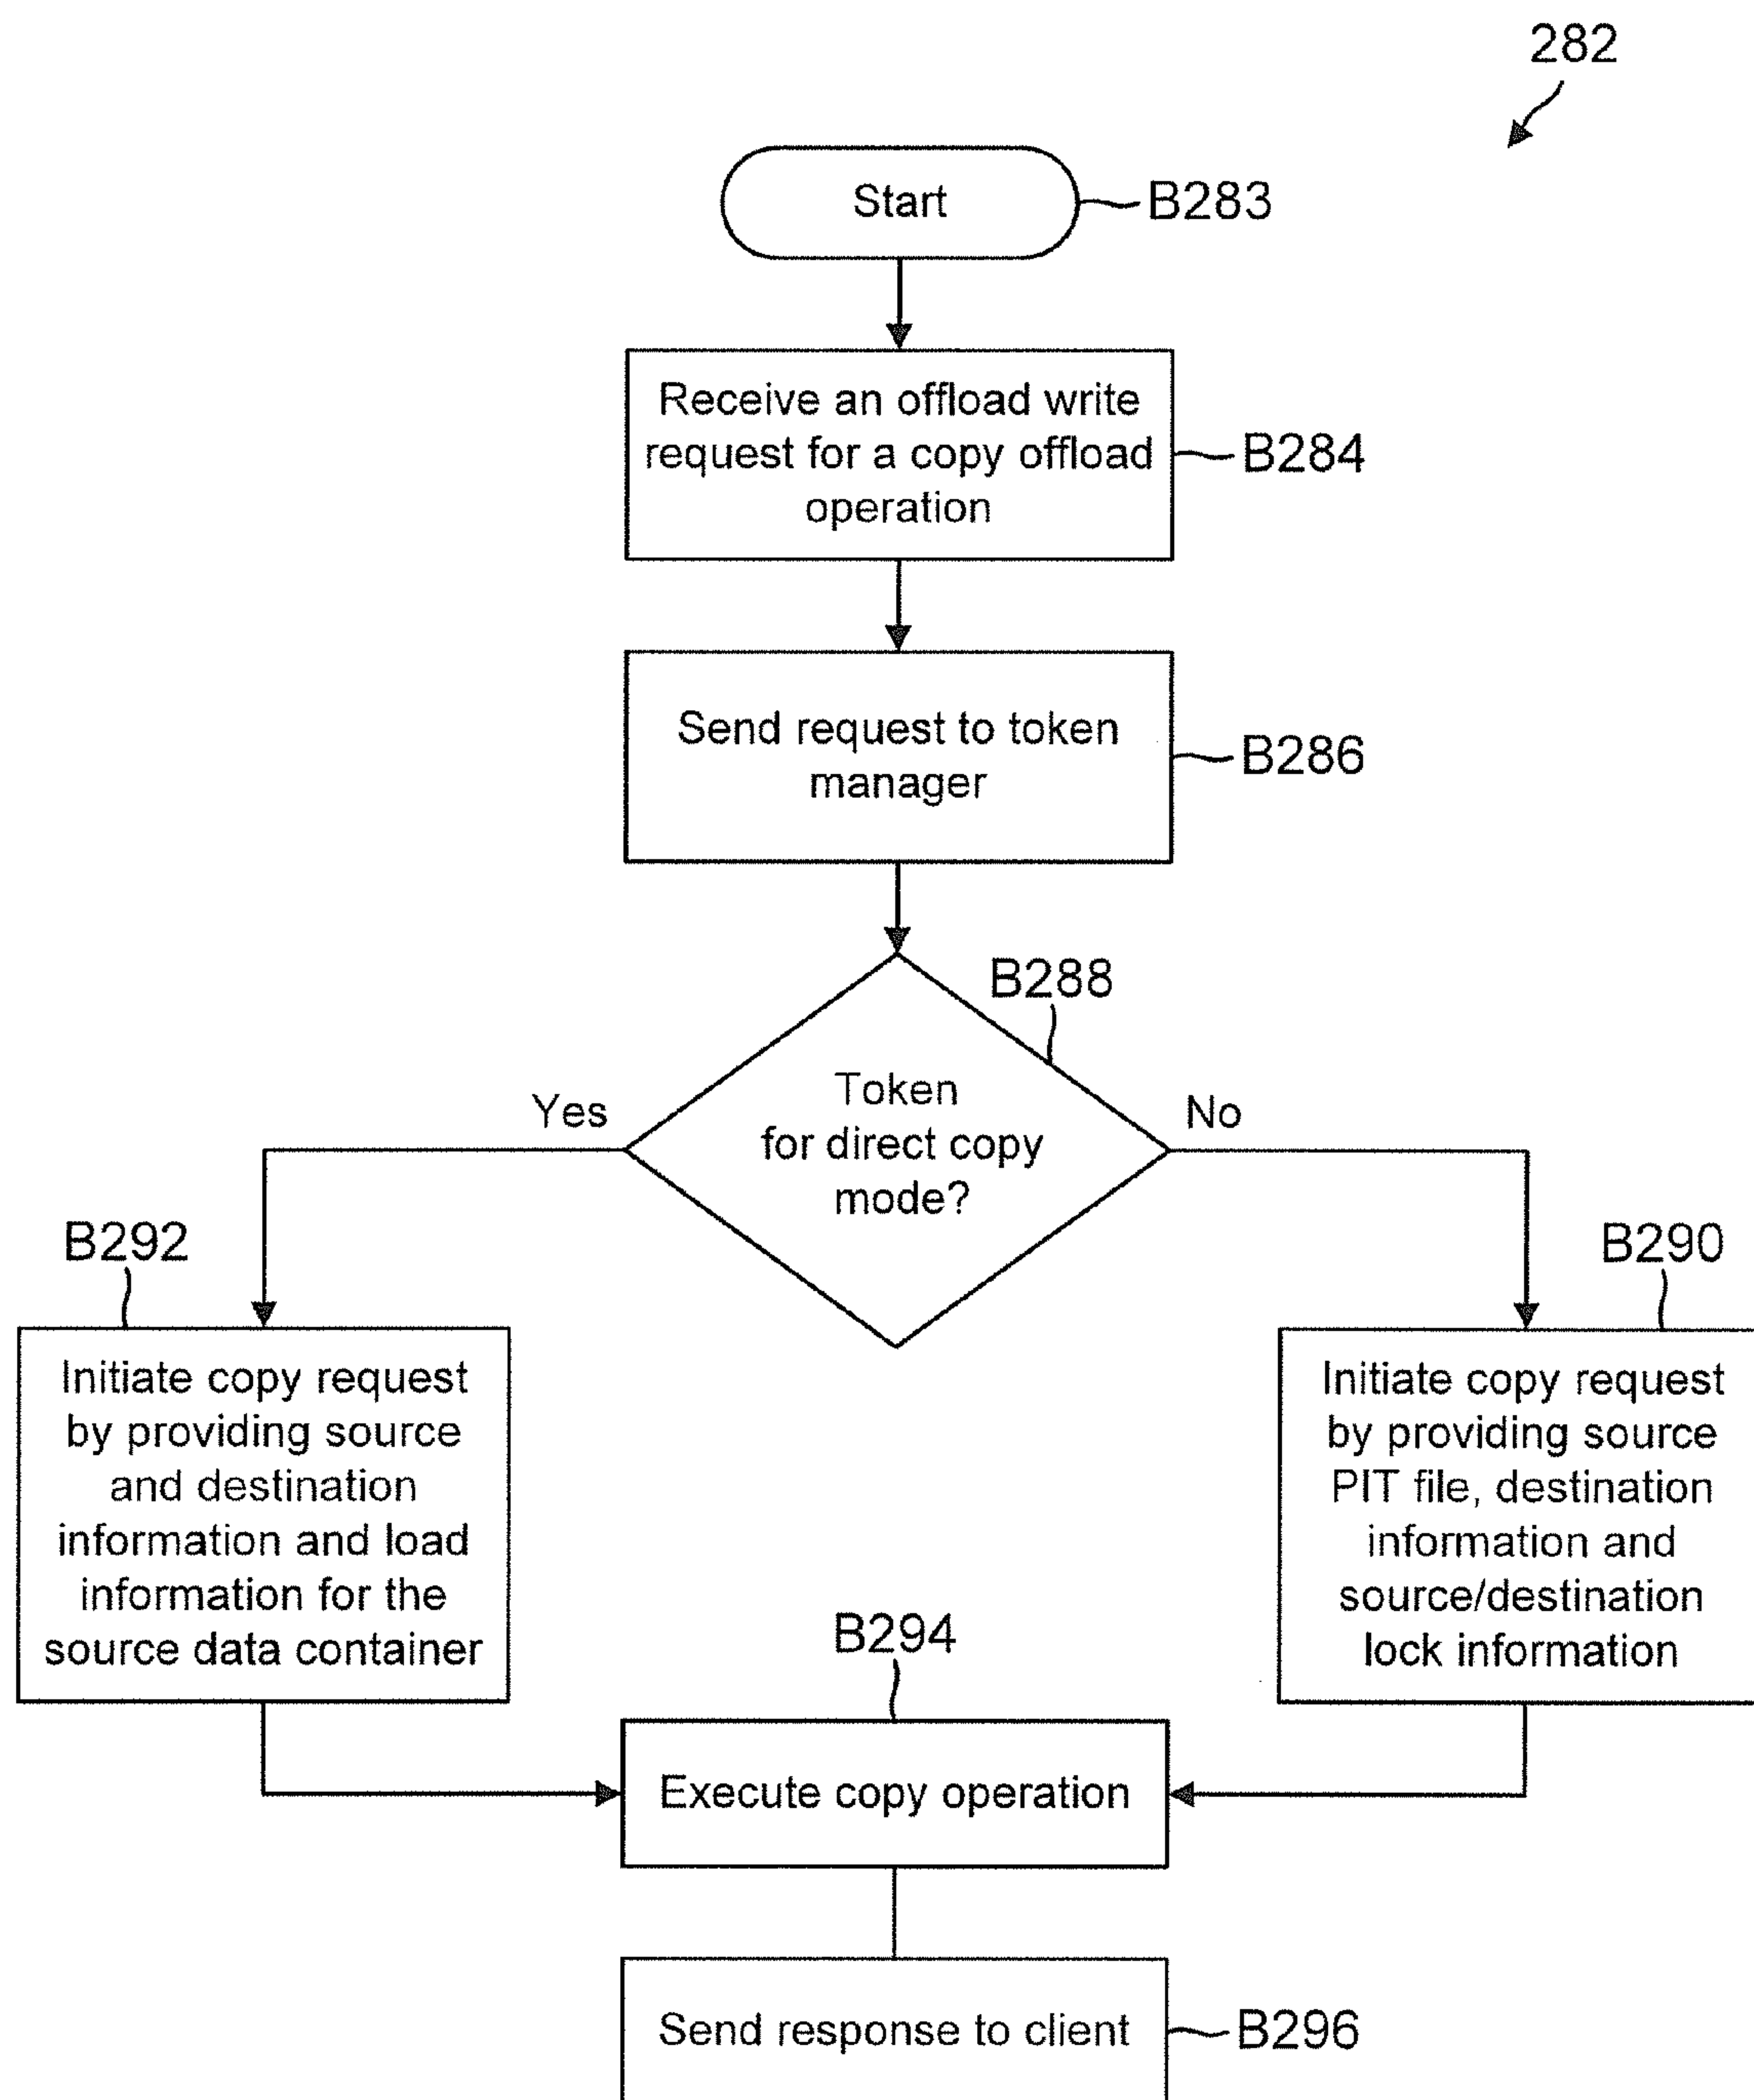 282
Start
B283
Receive an offload write
request for a copy offload
operation
B284
Send request to token
manager
B286
B288
Token
for direct copy
mode?
Yes
No
B292
B290
Initiate copy request
by providing source
and destination
information and load
information for the
source data container
Initiate copy request
by providing source
PIT file, destination
information and
source/destination
lock information
B294
Execute copy operation
Send response to client
B296